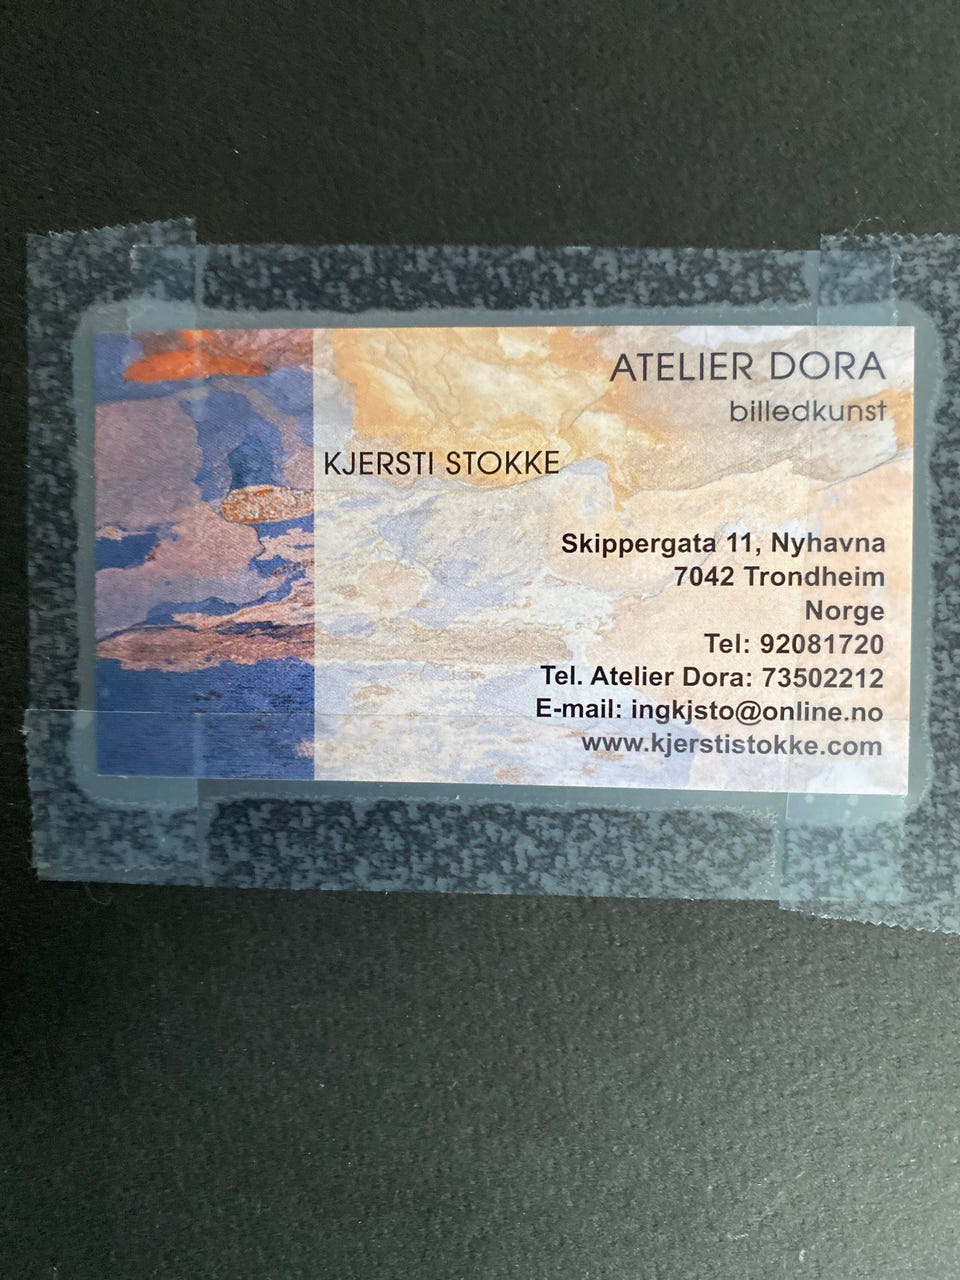 ATELIER DORA
billedkunst
KJERSTI STOKKE
Skippergata 11, Nyhavna
7042 Trondheim
Norge
Tel: 92081720
Tel. Atelier Dora: 73502212
E-mail: ingkjsto@online.no
www.kjerstistokke.com